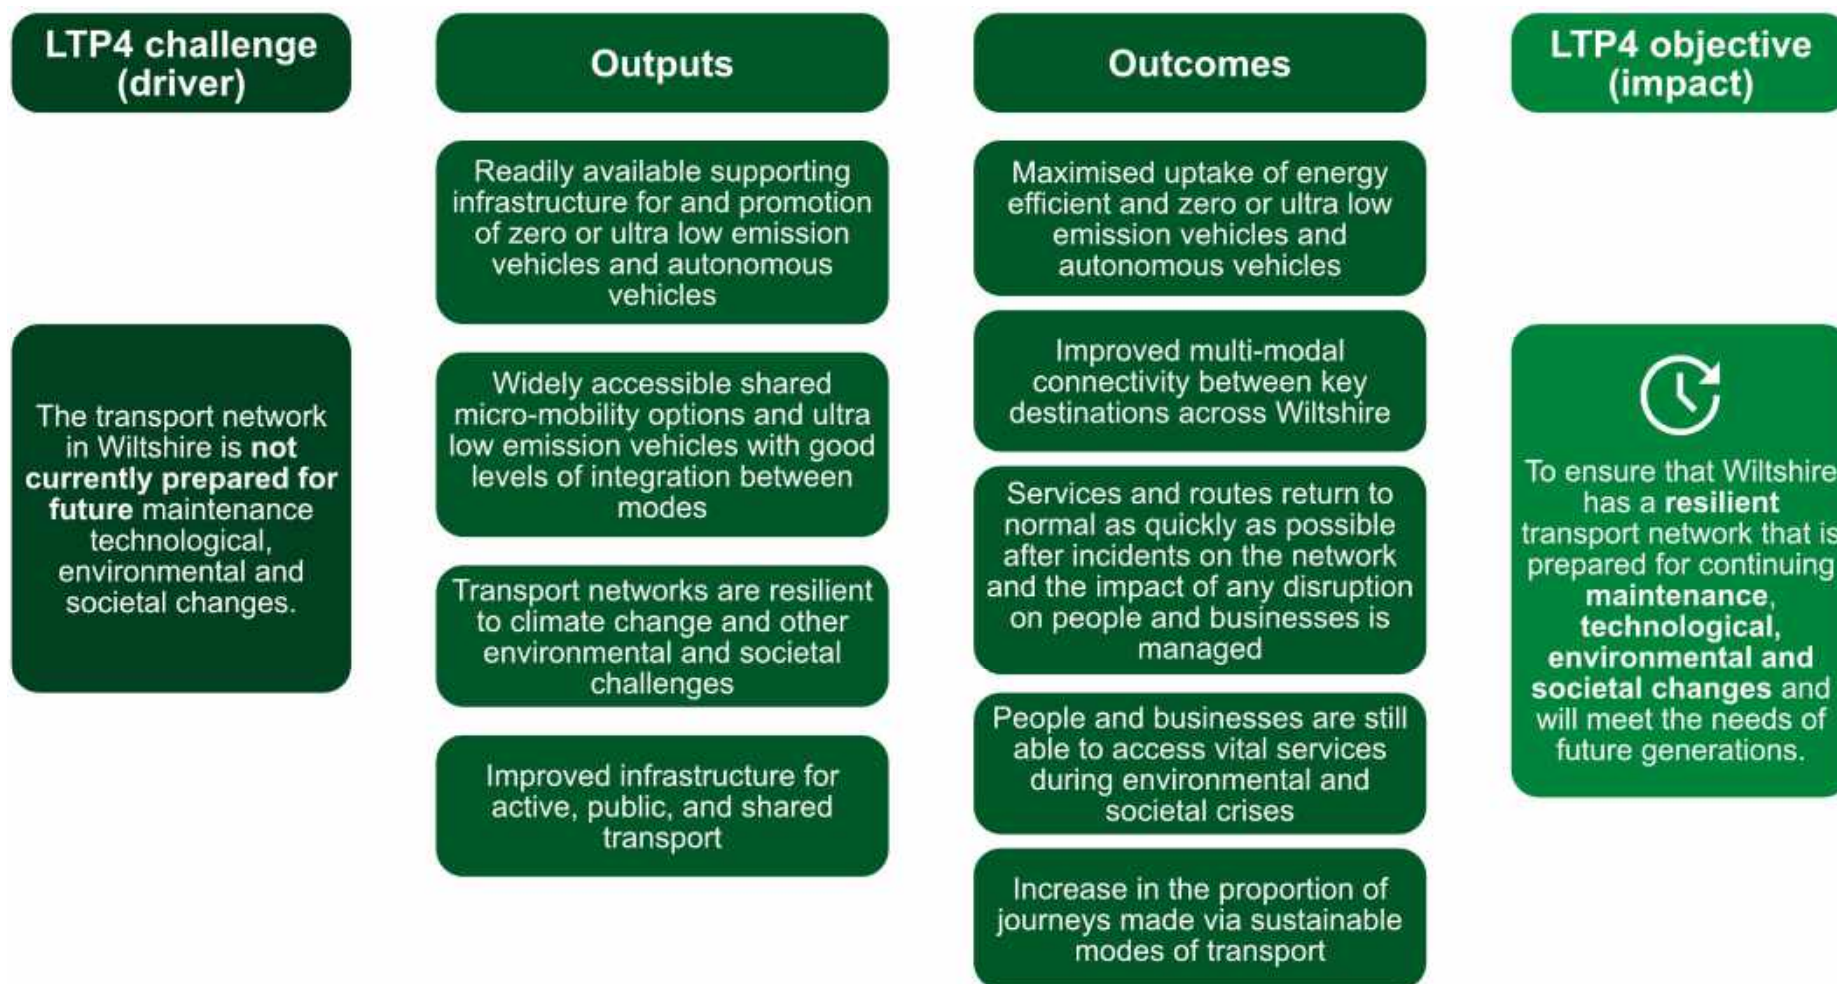 LTP4 challenge
(driver)
The transport network
in Wiltshire is not
currently prepared for
future maintenance
technological,
environmental and
societal changes.
Outputs
Readily available supporting
infrastructure for and promotion
of zero or ultra low emission
vehicles and autonomous
vehicles
Widely accessible shared
micro-mobility options and ultra
low emission vehicles with good
levels of integration between
modes
Transport networks are resilient
to climate change and other
environmental and societal
challenges
Improved infrastructure for
active, public, and shared
transport
Outcomes
Maximised uptake of energy
efficient and zero or ultra low
emission vehicles and
autonomous vehicles
Improved multi-modal
connectivity between key
destinations across Wiltshire
Services and routes return to
normal as quickly as possible
after incidents on the network
and the impact of any disruption
on people and businesses is
managed
People and businesses are still
able to access vital services
during environmental and
societal crises
Increase in the proportion of
journeys made via sustainable
modes of transport
LTP4 objective
(impact)
To ensure that Wiltshire
has a resilient
transport network that is
prepared for continuing
maintenance,
technological,
environmental and
societal changes and
will meet the needs of
future generations.